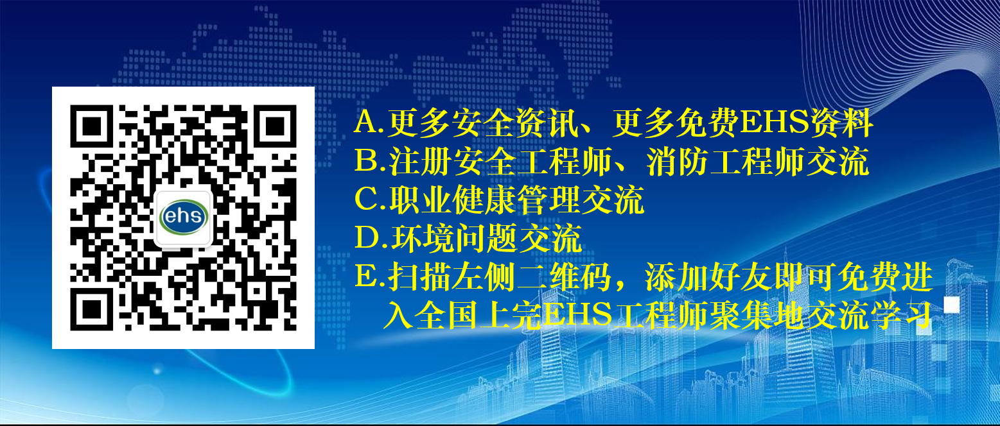 ehs
A.更多安全资讯、更多免费EHS资料
B.注册安全工程师、消防工程师交流
C.职业健康管理交流
D.环境问题交流
E.扫描左侧二维码，添加好友即可免费进
入全国上完EHS工程师聚集地交流学习